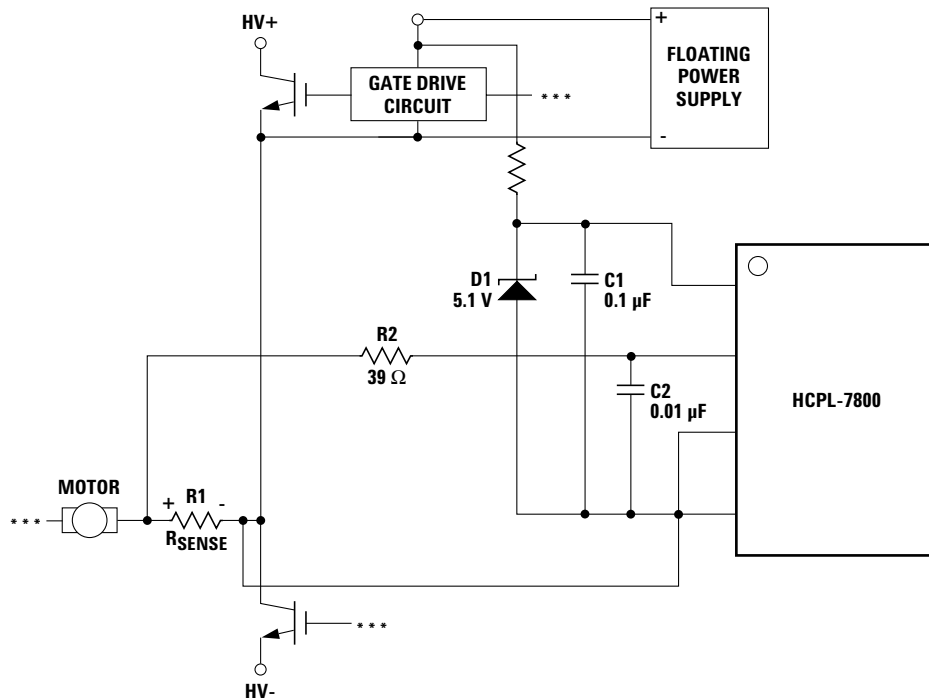 HV+
+
FLOATING
POWER
SUPPLY
-
GATE DRIVE
CIRCUIT
***
D1
5.1 V
C1
0.1 µF
R2
39 Ω
C2
0.01 µF
HCPL-7800
MOTOR
***
+
R1
-
RSENSE
***
HV-